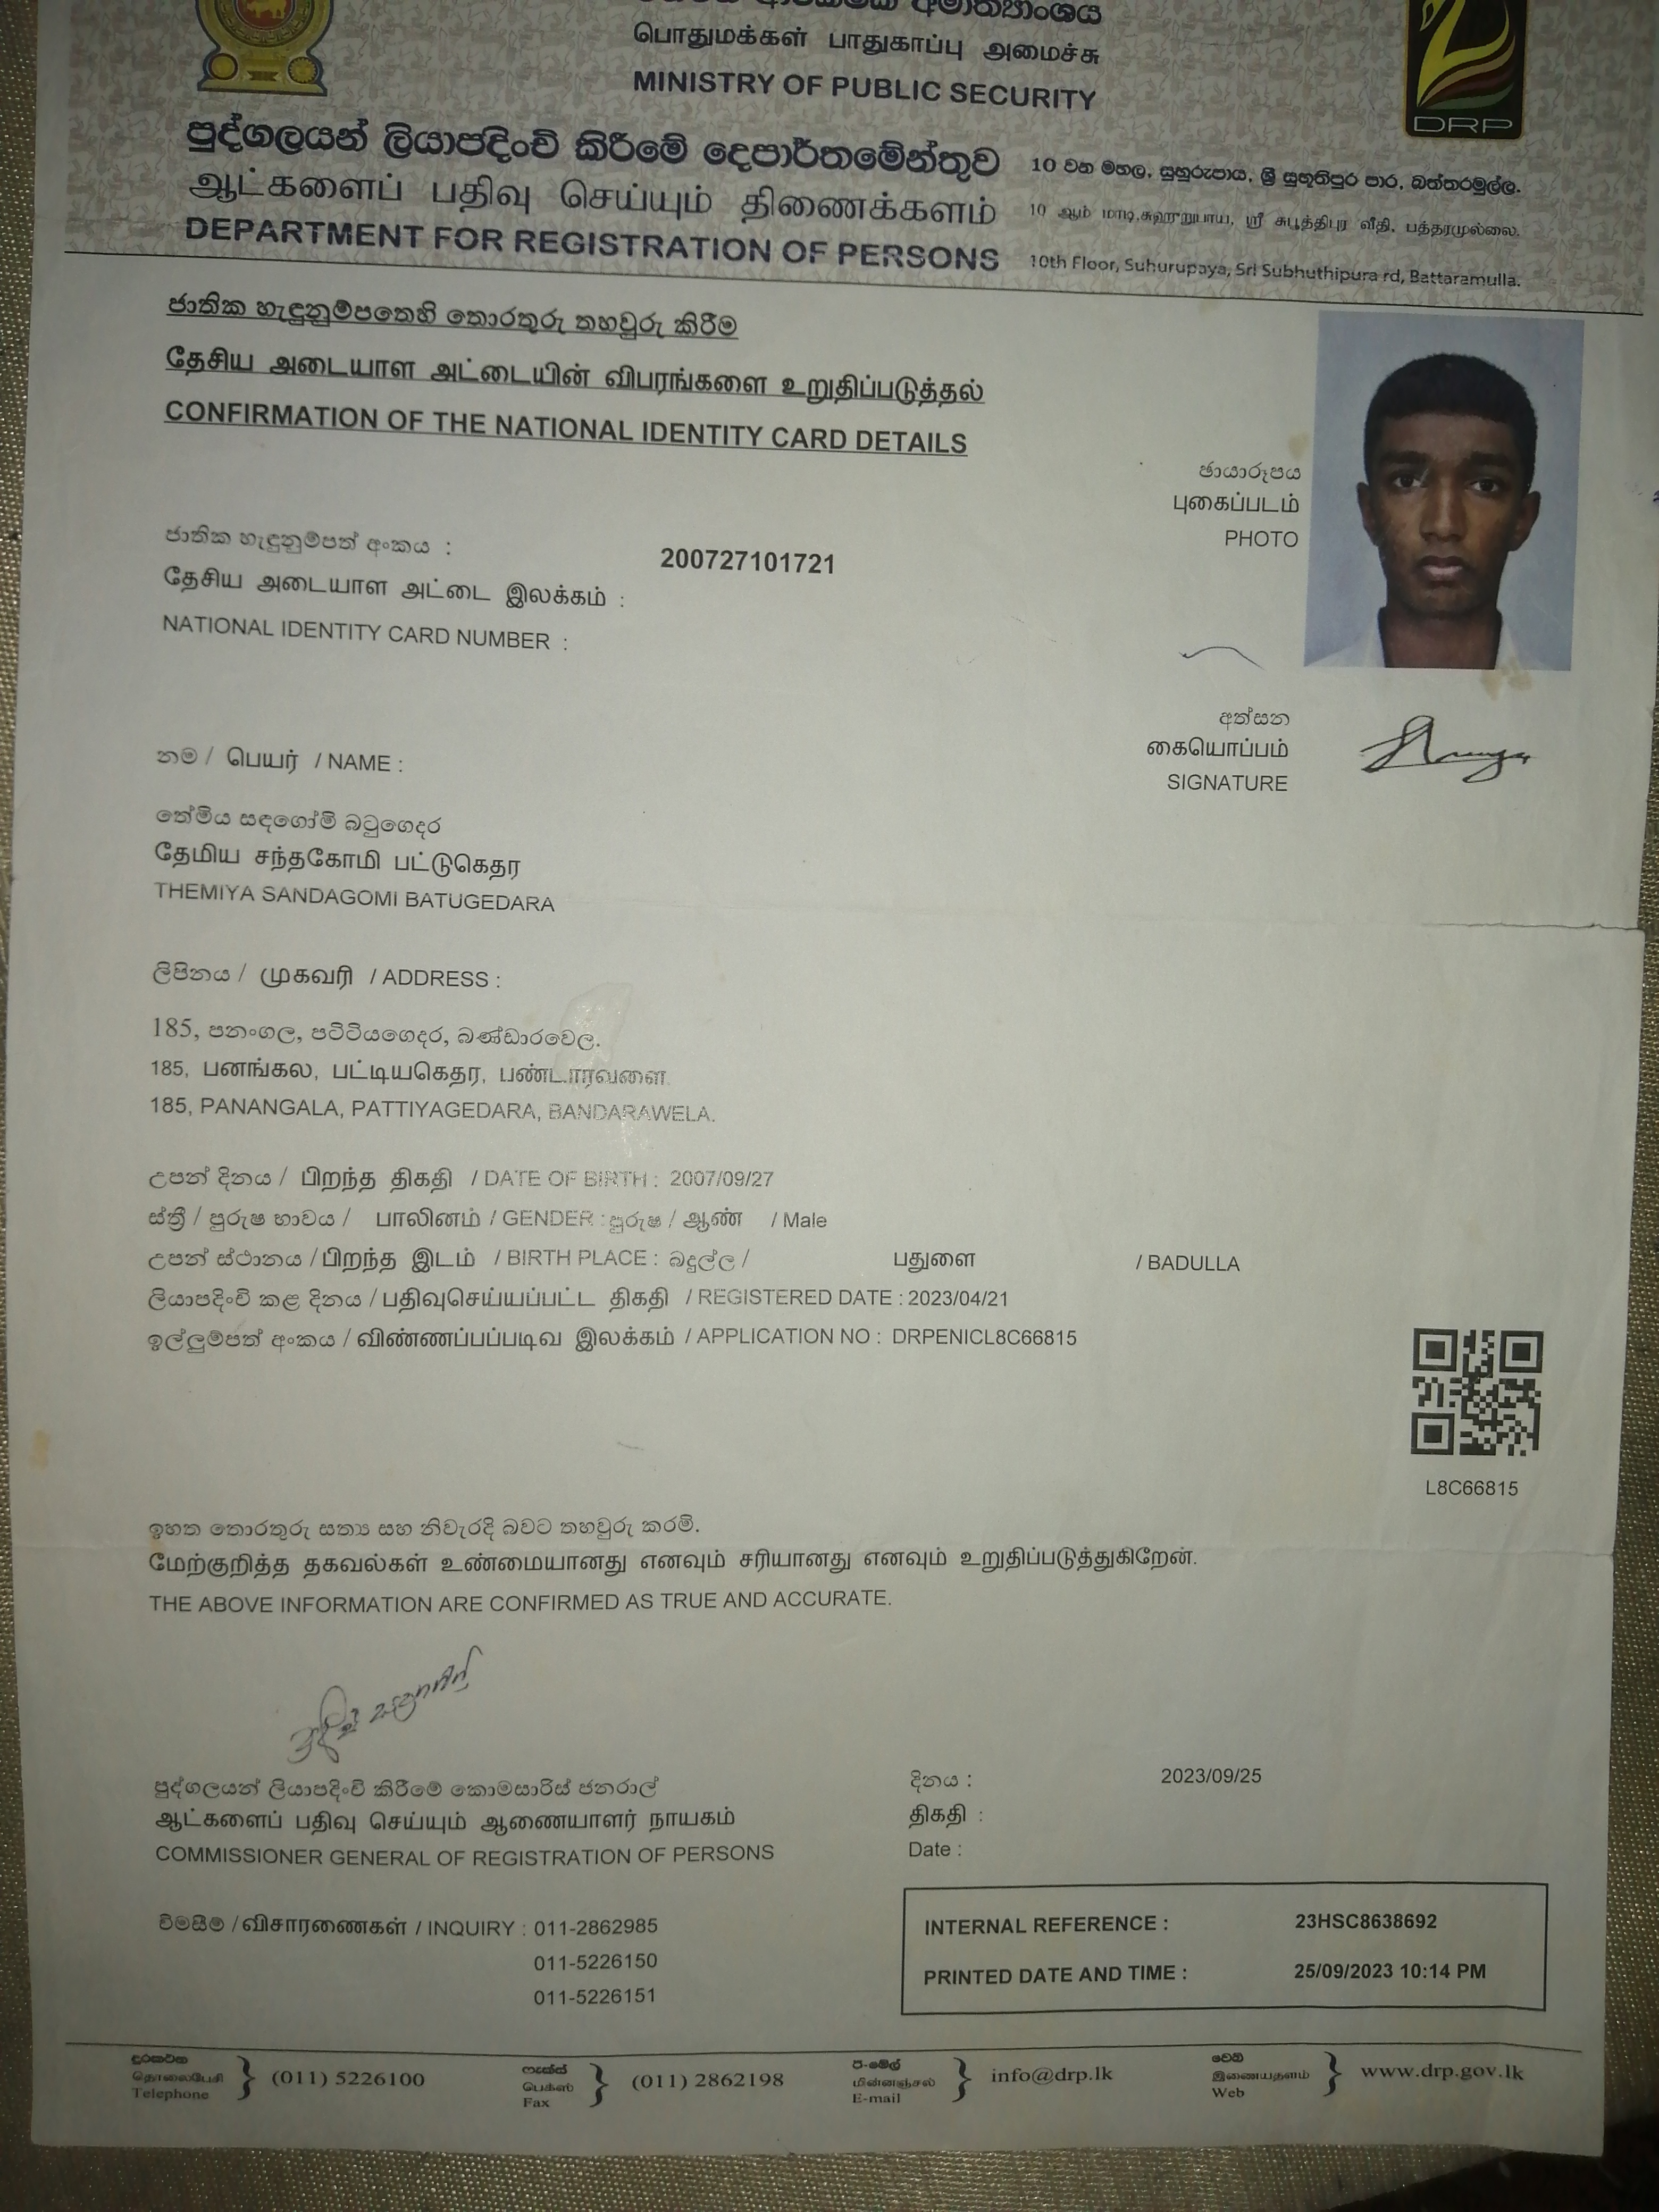 පොදුමක්කள් பாதுகாப்பு அமைச்சு
MINISTRY OF PUBLIC SECURITY
DRP
පුද්ගලයන් ලියාපදිංචි කිරීමේ දෙපාර්තමේන්තුව
ஆட்களைப் பதிவு செய்யும் திணைக்களம்
DEPARTMENT FOR REGISTRATION OF PERSONS
10 වන මහල, සුහුරුපාය, ශ්‍රී සුභූතිපුර පාර, බත්තරමුල්ල.
10 ஆம் மாடி,சுஹுறுபாய, ஸ்ரீ சுபூத்திபுர வீதி, பத்தரமுல்லை.
10th Floor, Suhurupaya, Sri Subhuthipura rd, Battaramulla.
ජාතික හැඳුනුම්පතෙහි තොරතුරු තහවුරු කිරීම
தேசிய அடையாள அட்டையின் விபரங்களை உறுதிப்படுத்தல்
CONFIRMATION OF THE NATIONAL IDENTITY CARD DETAILS
ඡායාරූපය
புகைப்படம்
PHOTO
ජාතික හැඳුනුම්පත් අංකය :
தேசிய அடையாள அட்டை இலக்கம் :
NATIONAL IDENTITY CARD NUMBER :
200727101721
අත්සන
கையொப்பம்
SIGNATURE
නම / பெயர் / NAME :
තේමිය සඳගෝමි බටුගෙදර
தேமிய சந்தகோமி பட்டுகெதர
THEMIYA SANDAGOMI BATUGEDARA
ලිපිනය / முகவரி / ADDRESS :
185, පනංගල, පට්ටියගෙදර, බණ්ඩාරවෙල.
185, பனங்கல, பட்டியகெதர, பண்டாரவளை.
185, PANANGALA, PATTIYAGEDARA, BANDARAWELA.
උපන් දිනය / பிறந்த திகதி / DATE OF BIRTH : 2007/09/27
ස්ත්‍රී / පුරුෂ භාවය / பாலினம் / GENDER : පුරුෂ / ஆண் / Male
උපන් ස්ථානය / பிறந்த இடம் / BIRTH PLACE : බදුල්ල / பதுளை / BADULLA
ලියාපදිංචි කළ දිනය / பதிவுசெய்யப்பட்ட திகதி / REGISTERED DATE : 2023/04/21
ඉල්ලුම්පත් අංකය / விண்ணப்பப்படிவ இலக்கம் / APPLICATION NO : DRPENICL8C66815
L8C66815
ඉහත තොරතුරු සත්‍ය සහ නිවැරදි බවට තහවුරු කරමි.
மேற்குறித்த தகவல்கள் உண்மையானது எனவும் சரியானது எனவும் உறுதிப்படுத்துகிறேன்.
THE ABOVE INFORMATION ARE CONFIRMED AS TRUE AND ACCURATE.
පුද්ගලයන් ලියාපදිංචි කිරීමේ කොමසාරිස් ජනරාල්
ஆட்களைப் பதிவு செய்யும் ஆணையாளர் நாயகம்
COMMISSIONER GENERAL OF REGISTRATION OF PERSONS
දිනය : 2023/09/25
திகதி :
Date :
විමසීම් / விசாரணைகள் / INQUIRY : 011-2862985
011-5226150
011-5226151
INTERNAL REFERENCE : 23HSC8638692
PRINTED DATE AND TIME : 25/09/2023 10:14 PM
දුරකථන
தொலைபேசி
Telephone
(011) 5226100
ෆැක්ස්
பெக்ஸ்
Fax
(011) 2862198
ඊ-මේල්
மின்னஞ்சல்
E-mail
info@drp.lk
වෙබ්
இணையதளம்
Web
www.drp.gov.lk